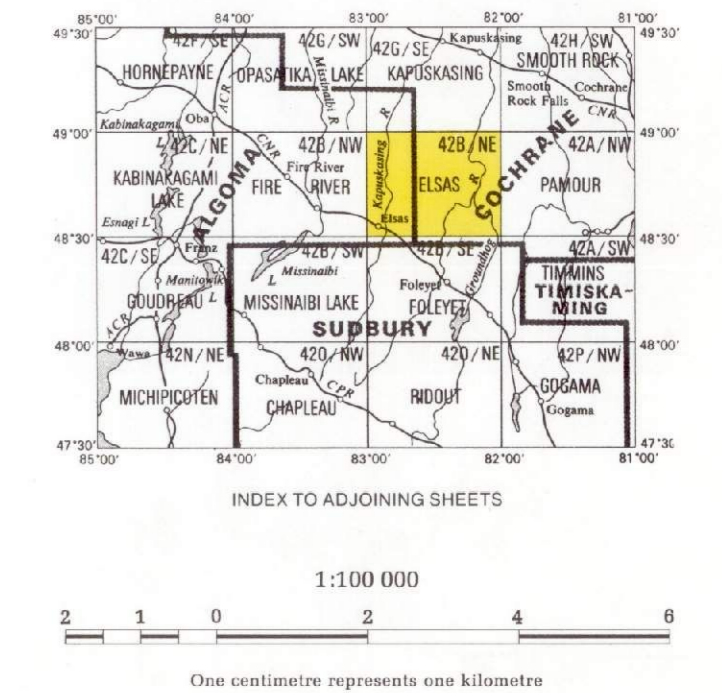 85°00' 84°00' 83°00' 82°00' 81°00'
49°30' 42F/SE 42G/SW 42G/SE Kapuskasing 42H/SW 49°30'
HORNEPAYNE OPASATIKA LAKE KAPUSKASING SMOOTH ROCK
Missinaibi R
ACR
R
Smooth Rock Falls
Cochrane
CNR
Oba
Kabinakagami L
49°00' 42C/NE CNR 42B/NW 42B/NE 42A/NW 49°00'
Fire River
KABINAKAGAMI LAKE
ALGOMA
FIRE RIVER
Kapuskasing
ELSAS
R
COCHRANE
PAMOUR
Esnagi L
Elsas
48°30' 42C/SE Franz 42B/SW 42B/SE 42A/SW 48°30'
Manitowik L
L Missinaibi
Groundhog
TIMMINS
GOUDREAU
MISSINAIBI LAKE
Foleyet
FOLEYET
TIMISKA-
MING
ACR
SUDBURY
48°00' Wawa 42N/NE 42O/NW 42O/NE 42P/NW 48°00'
MICHIPICOTEN
Chapleau CPR
CHAPLEAU
RIDOUT
GOGAMA
Gogama
47°30' 47°30'
85°00' 84°00' 83°00' 82°00' 81°00'
INDEX TO ADJOINING SHEETS
1:100 000
2 1 0 2 4 6
One centimetre represents one kilometre